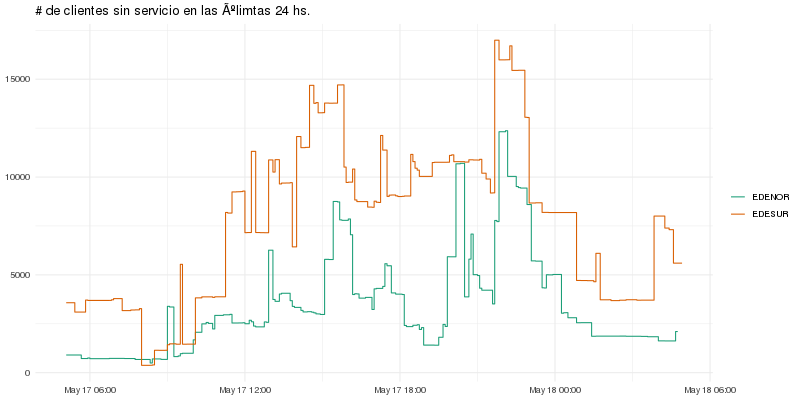 # de clientes sin servicio en las Ãºlimtas 24 hs.
15000
10000
5000
0
May 17 06:00
May 17 12:00
May 17 18:00
May 18 00:00
May 18 06:00
EDENOR
EDESUR